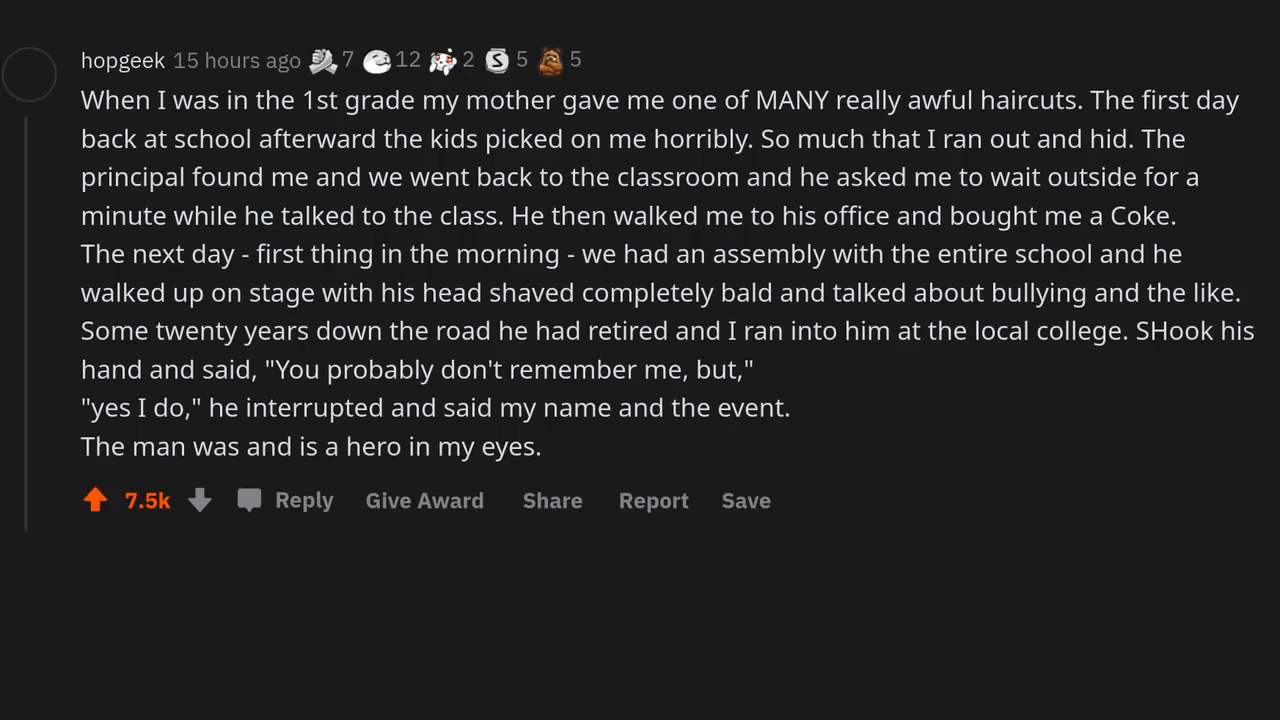 hopgeek 15 hours ago 7 12 2 S 5 5
When I was in the 1st grade my mother gave me one of MANY really awful haircuts. The first day
back at school afterward the kids picked on me horribly. So much that I ran out and hid. The
principal found me and we went back to the classroom and he asked me to wait outside for a
minute while he talked to the class. He then walked me to his office and bought me a Coke.
The next day - first thing in the morning - we had an assembly with the entire school and he
walked up on stage with his head shaved completely bald and talked about bullying and the like.
Some twenty years down the road he had retired and I ran into him at the local college. SHook his
hand and said, "You probably don't remember me, but,"
"yes I do," he interrupted and said my name and the event.
The man was and is a hero in my eyes.
7.5k Reply Give Award Share Report Save